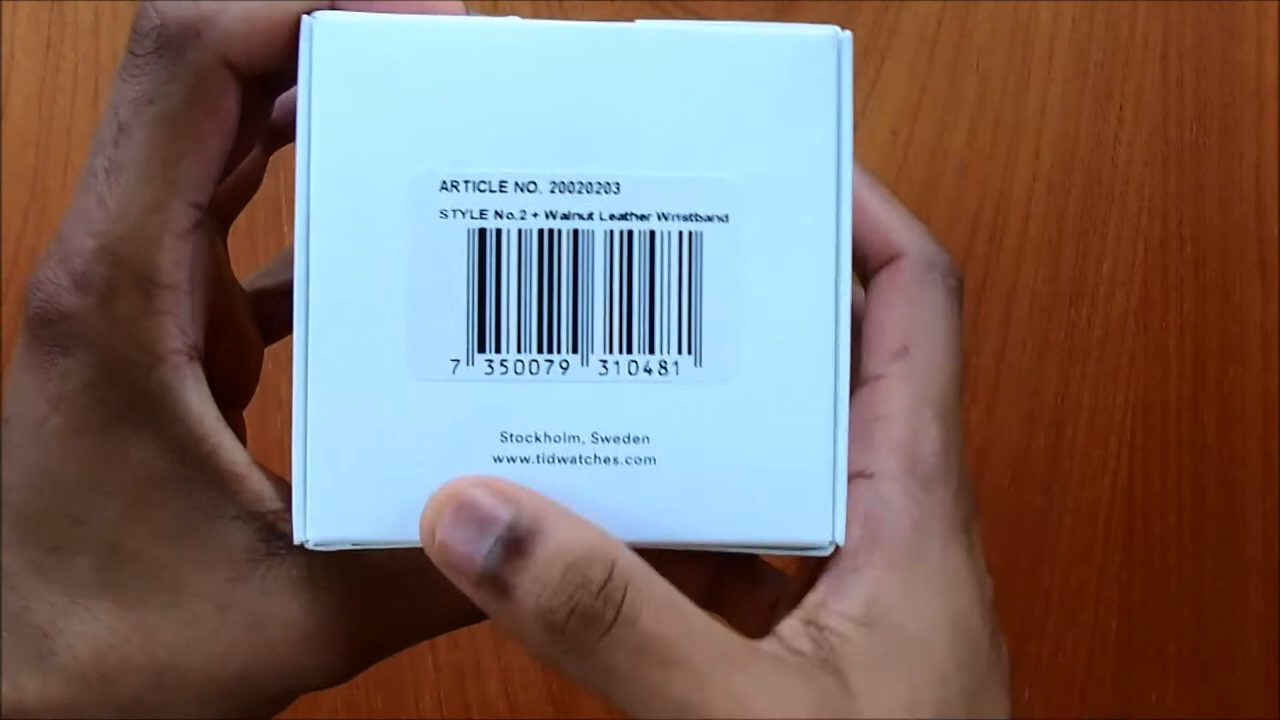 ARTICLE NO. 20020203
STYLE No.2 + Walnut Leather Wristband
7 350079 310481
Stockholm, Sweden
www.tidwatches.com